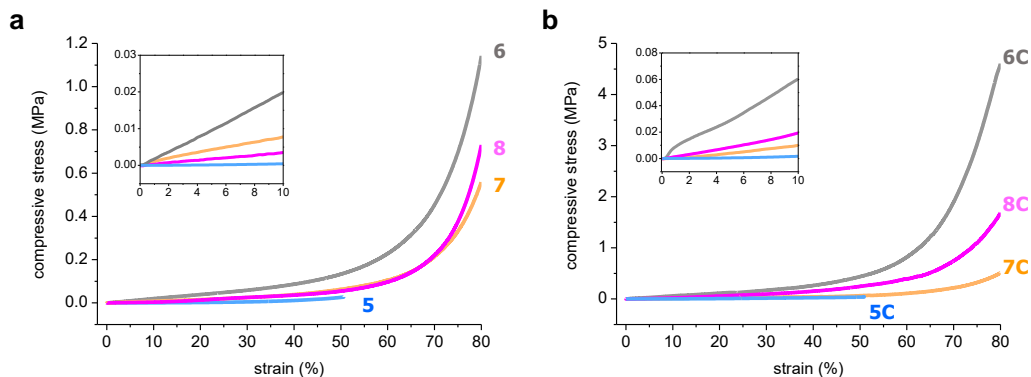 a
compressive stress (MPa)
1.2
1.0
0.8
0.6
0.4
0.2
0.0
0.03
0.02
0.01
0.00
0 2 4 6 8 10
6
8
7
5
0 10 20 30 40 50 60 70 80
strain (%)
b
compressive stress (MPa)
5
4
3
2
1
0
0.08
0.06
0.04
0.02
0.00
0 2 4 6 8 10
6C
8C
7C
5C
0 10 20 30 40 50 60 70 80
strain (%)